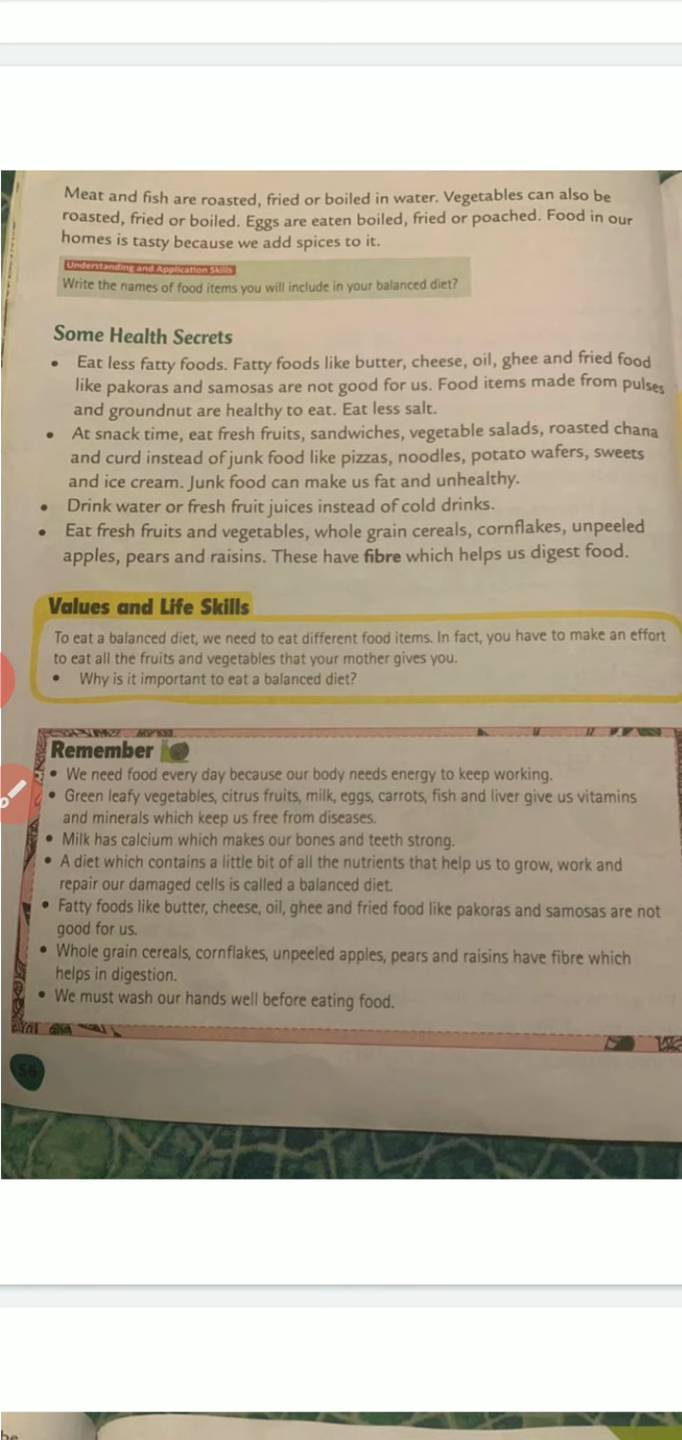 Meat and fish are roasted, fried or boiled in water. Vegetables can also be
roasted, fried or boiled. Eggs are eaten boiled, fried or poached. Food in our
homes is tasty because we add spices to it.
Understanding and Application Skills
Write the names of food items you will include in your balanced diet?
Some Health Secrets
• Eat less fatty foods. Fatty foods like butter, cheese, oil, ghee and fried food
like pakoras and samosas are not good for us. Food items made from pulses
and groundnut are healthy to eat. Eat less salt.
• At snack time, eat fresh fruits, sandwiches, vegetable salads, roasted chana
and curd instead of junk food like pizzas, noodles, potato wafers, sweets
and ice cream. Junk food can make us fat and unhealthy.
• Drink water or fresh fruit juices instead of cold drinks.
• Eat fresh fruits and vegetables, whole grain cereals, cornflakes, unpeeled
apples, pears and raisins. These have fibre which helps us digest food.
Values and Life Skills
To eat a balanced diet, we need to eat different food items. In fact, you have to make an effort
to eat all the fruits and vegetables that your mother gives you.
• Why is it important to eat a balanced diet?
Remember
• We need food every day because our body needs energy to keep working.
• Green leafy vegetables, citrus fruits, milk, eggs, carrots, fish and liver give us vitamins
and minerals which keep us free from diseases.
• Milk has calcium which makes our bones and teeth strong.
• A diet which contains a little bit of all the nutrients that help us to grow, work and
repair our damaged cells is called a balanced diet.
• Fatty foods like butter, cheese, oil, ghee and fried food like pakoras and samosas are not
good for us.
• Whole grain cereals, cornflakes, unpeeled apples, pears and raisins have fibre which
helps in digestion.
• We must wash our hands well before eating food.
56
be